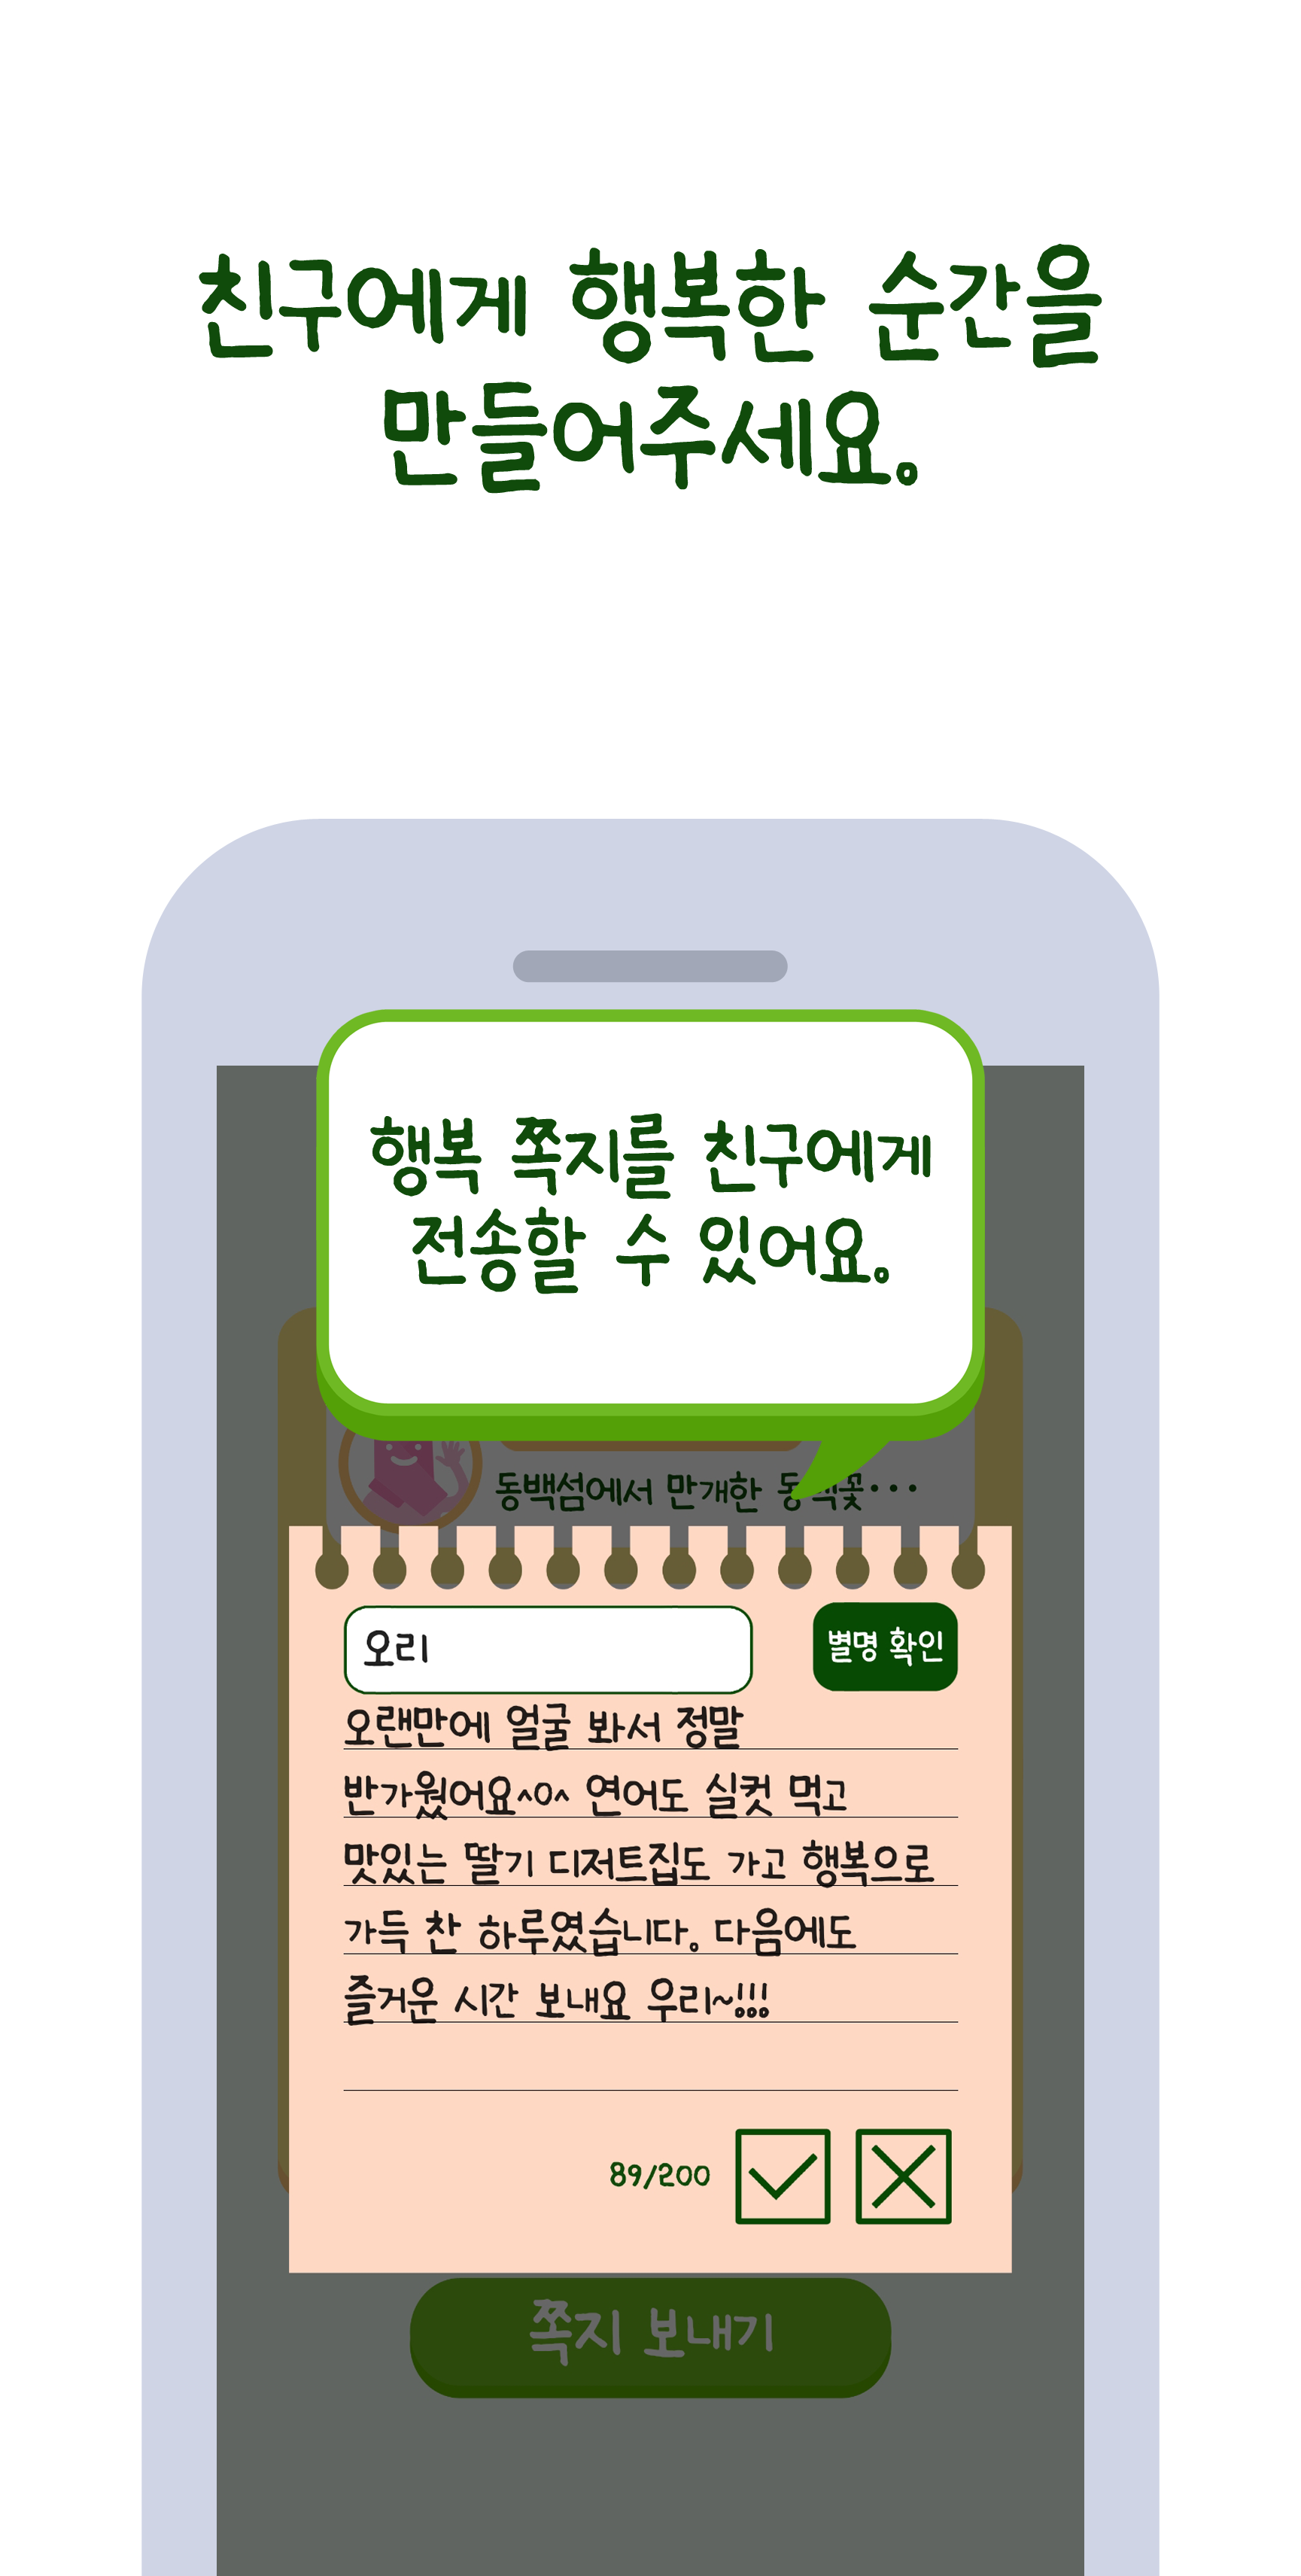 친구에게 행복한 순간을
만들어주세요.
행복 쪽지를 친구에게
전송할 수 있어요.
동백섬에서 만개한 동백꽃···
오리
별명 확인
오랜만에 얼굴 봐서 정말
반가웠어요^0^ 연어도 실컷 먹고
맛있는 딸기 디저트집도 가고 행복으로
가득 찬 하루였습니다. 다음에도
즐거운 시간 보내요 우리~!!!
89/200
쪽지 보내기